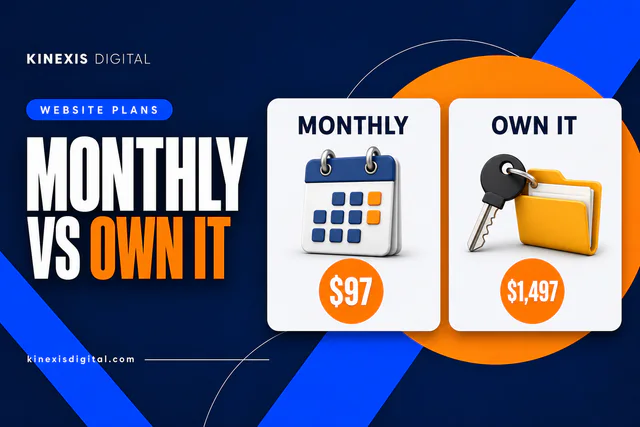 KINEXIS DIGITAL
WEBSITE PLANS
MONTHLY
VS OWN IT
kinexisdigital.com
MONTHLY
$97
OWN IT
$1,497